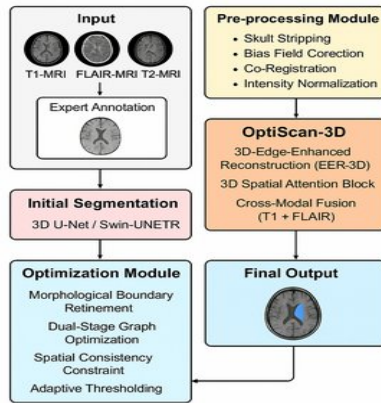 Input
T1-MRI FLAIR-MRI T2-MRI
Expert Annotation
Initial Segmentation
3D U-Net / Swin-UNETR
Optimization Module
Morphological Boundary
Refinement
Dual-Stage Graph
Optimization
Spatial Consistency
Constraint
Adaptive Thresholding
Pre-processing Module
• Skult Stripping
• Bias Field Corection
• Co-Registration
• Intensity Normalization
OptiScan-3D
3D-Edge-Enhanced
Reconstruction (EER-3D)
3D Spatial Attention Block
Cross-Modal Fusion
(T1 + FLAIR)
Final Output